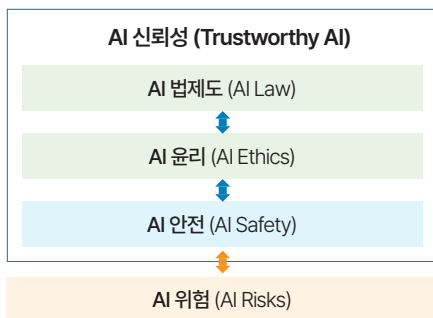 AI 신뢰성 (Trustworthy AI)
AI 법제도 (AI Law)
AI 윤리 (AI Ethics)
AI 안전 (AI Safety)
AI 위험 (AI Risks)